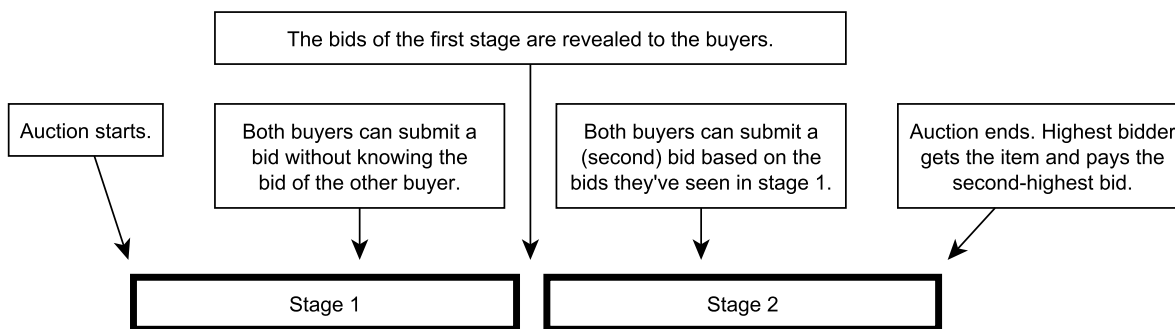 The bids of the first stage are revealed to the buyers.
Auction starts.
Both buyers can submit a
bid without knowing the
bid of the other buyer.
Both buyers can submit a
(second) bid based on the
bids they've seen in stage 1.
Auction ends. Highest bidder
gets the item and pays the
second-highest bid.
Stage 1
Stage 2